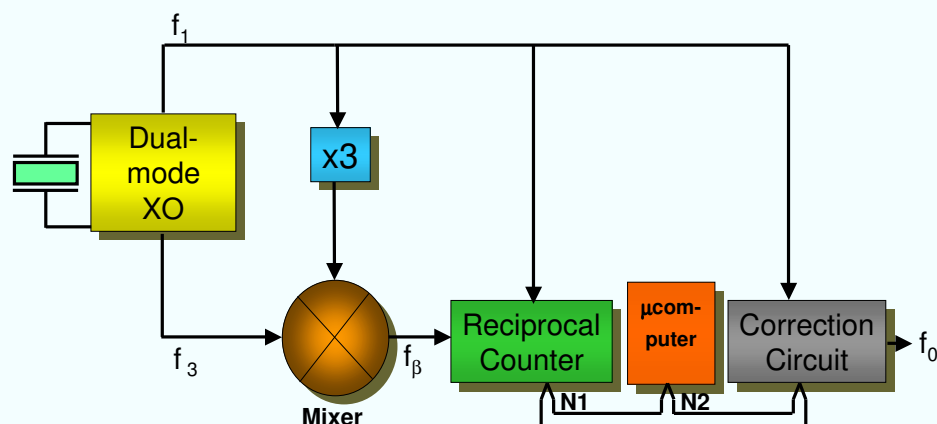 f1
Dual-
mode
XO
x3
f3
Mixer
fβ
Reciprocal
Counter
μcom-
puter
Correction
Circuit
f0
N1
N2